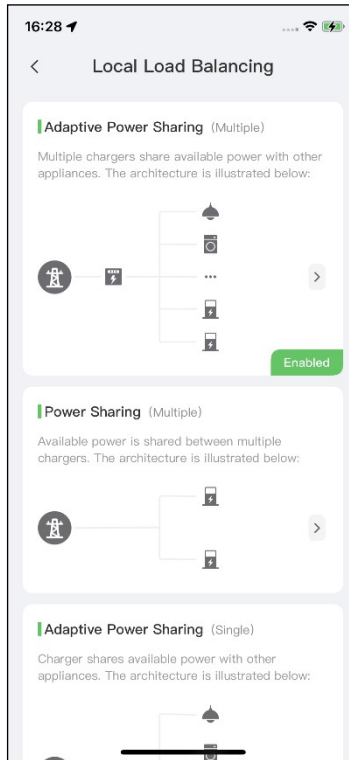 16:28
Local Load Balancing
Adaptive Power Sharing (Multiple)
Multiple chargers share available power with other
appliances. The architecture is illustrated below:
Enabled
Power Sharing (Multiple)
Available power is shared between multiple
chargers. The architecture is illustrated below:
Adaptive Power Sharing (Single)
Charger shares available power with other
appliances. The architecture is illustrated below: